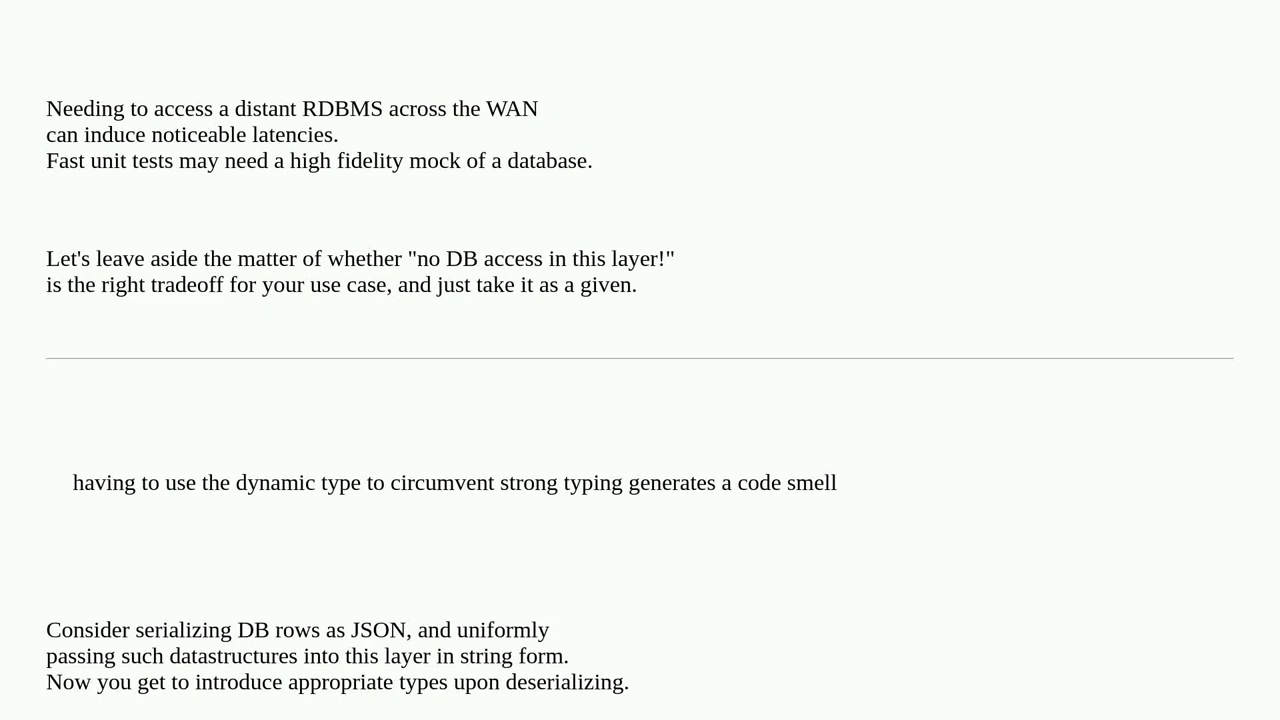 Needing to access a distant RDBMS across the WAN
can induce noticeable latencies.
Fast unit tests may need a high fidelity mock of a database.
Let's leave aside the matter of whether "no DB access in this layer!"
is the right tradeoff for your use case, and just take it as a given.
having to use the dynamic type to circumvent strong typing generates a code smell
Consider serializing DB rows as JSON, and uniformly
passing such datastructures into this layer in string form.
Now you get to introduce appropriate types upon deserializing.